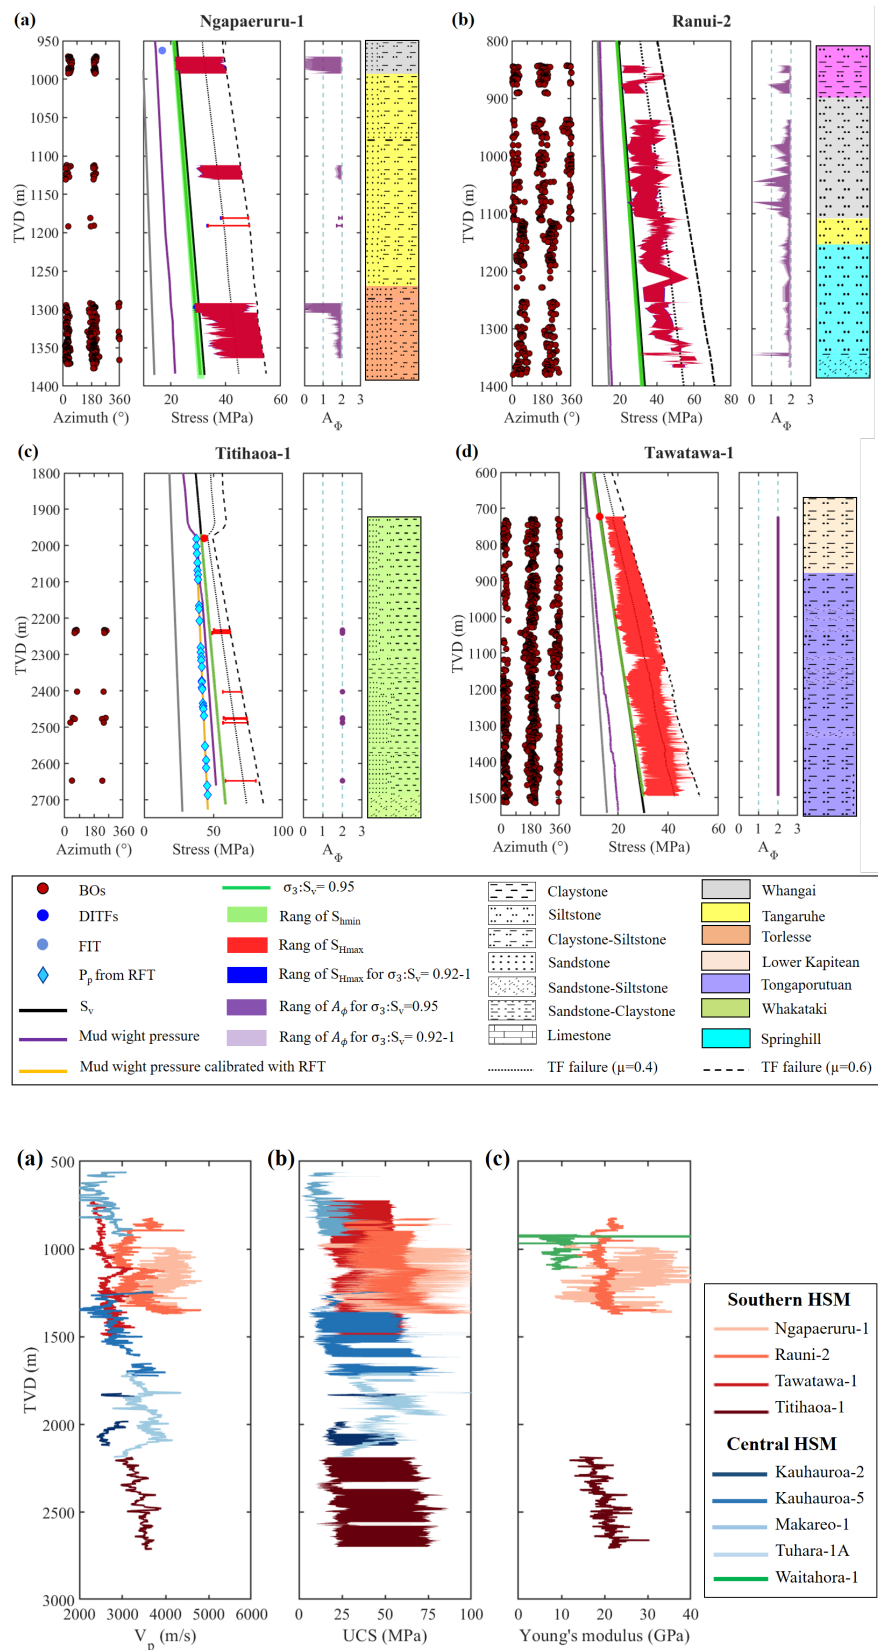 (a) Ngapaeruru-1
950
1000
1050
1100
1150
1200
1250
1300
1350
1400
TVD (m)
0 180 360
20 40 60
0 1 2 3
Azimuth (°) Stress (MPa) AΦ
(b) Ranui-2
800
900
1000
1100
1200
1300
1400
TVD (m)
0 180 360
0 20 40 60 80
0 1 2 3
Azimuth (°) Stress (MPa) AΦ
(c) Titihaoa-1
1800
1900
2000
2100
2200
2300
2400
2500
2600
2700
TVD (m)
0 180 360
0 50 100
0 1 2 3
Azimuth (°) Stress (MPa) AΦ
(d) Tawatawa-1
600
700
800
900
1000
1100
1200
1300
1400
1500
TVD (m)
0 180 360
20 40 60
0 1 2 3
Azimuth (°) Stress (MPa) AΦ
BOs
DITFs
FIT
Pp from RFT
Sv
Mud wight pressure
Mud wight pressure calibrated with RFT
σ3:Sv= 0.95
Rang of Shmin
Rang of SHmax
Rang of SHmax for σ3:Sv= 0.92-1
Rang of Aϕ for σ3:Sv=0.95
Rang of Aϕ for σ3:Sv= 0.92-1
Claystone
Siltstone
Claystone-Siltstone
Sandstone
Sandstone-Siltstone
Sandstone-Claystone
Limestone
TF failure (μ=0.4)
Whangai
Tangaruhe
Torlesse
Lower Kapitean
Tongaporutuan
Whakataki
Springhill
TF failure (μ=0.6)
(a)
500
1000
1500
2000
2500
3000
TVD (m)
2000 3000 4000 5000 6000
Vp (m/s)
(b)
25 50 75 100
UCS (MPa)
(c)
0 10 20 30 40
Young's modulus (GPa)
Southern HSM
Ngapaeruru-1
Rauni-2
Tawatawa-1
Titihaoa-1
Central HSM
Kauhauroa-2
Kauhauroa-5
Makareo-1
Tuhara-1A
Waitahora-1